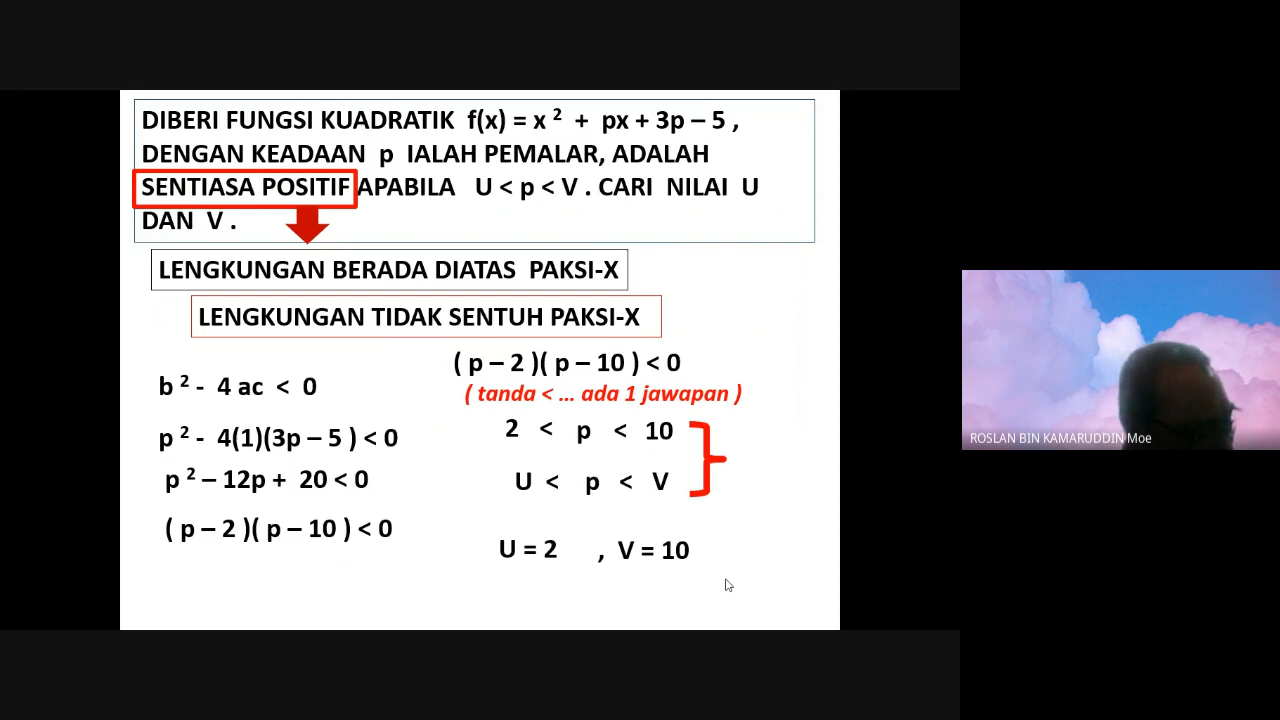 DIBERI FUNGSI KUADRATIK f(x) = x ² + px + 3p – 5 ,
DENGAN KEADAAN p IALAH PEMALAR, ADALAH
SENTIASA POSITIF APABILA U < p < V . CARI NILAI U
DAN V .
LENGKUNGAN BERADA DIATAS PAKSI-X
LENGKUNGAN TIDAK SENTUH PAKSI-X
b ² - 4 ac < 0
p ² - 4(1)(3p – 5 ) < 0
p ² – 12p + 20 < 0
( p – 2 )( p – 10 ) < 0
( p – 2 )( p – 10 ) < 0
( tanda < ... ada 1 jawapan )
2 < p < 10
U < p < V
U = 2 , V = 10
ROSLAN BIN KAMARUDDIN Moe